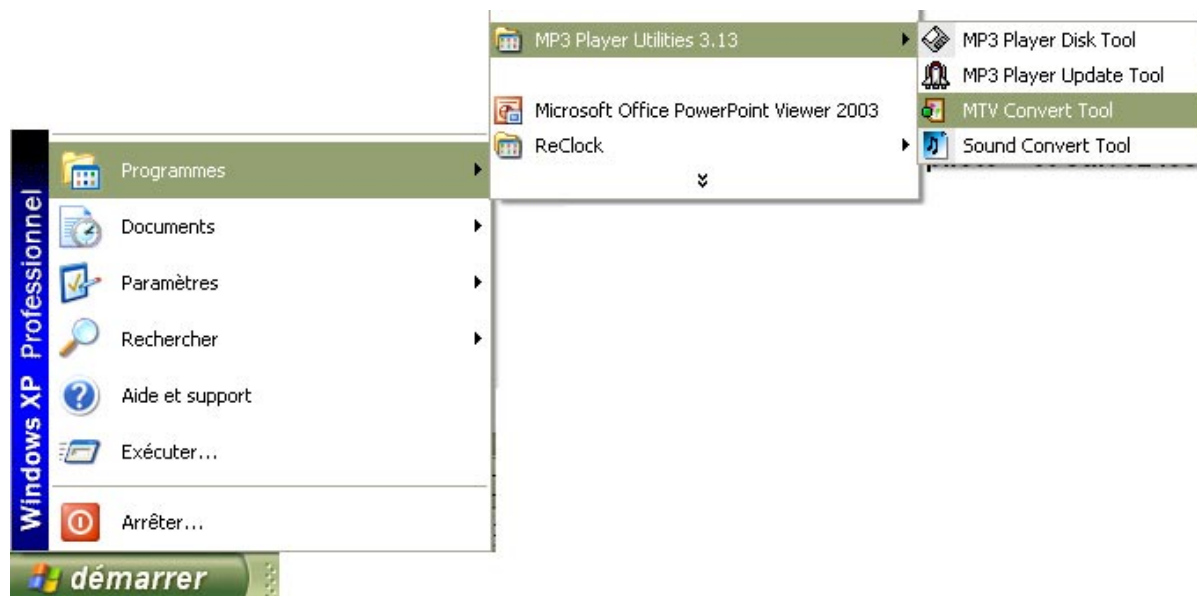 MP3 Player Utilities 3.13
Microsoft Office PowerPoint Viewer 2003
ReClock
MP3 Player Disk Tool
MP3 Player Update Tool
MTV Convert Tool
Sound Convert Tool
Windows XP Professionnel
Programmes
Documents
Paramètres
Rechercher
Aide et support
Exécuter...
Arrêter...
démarrer